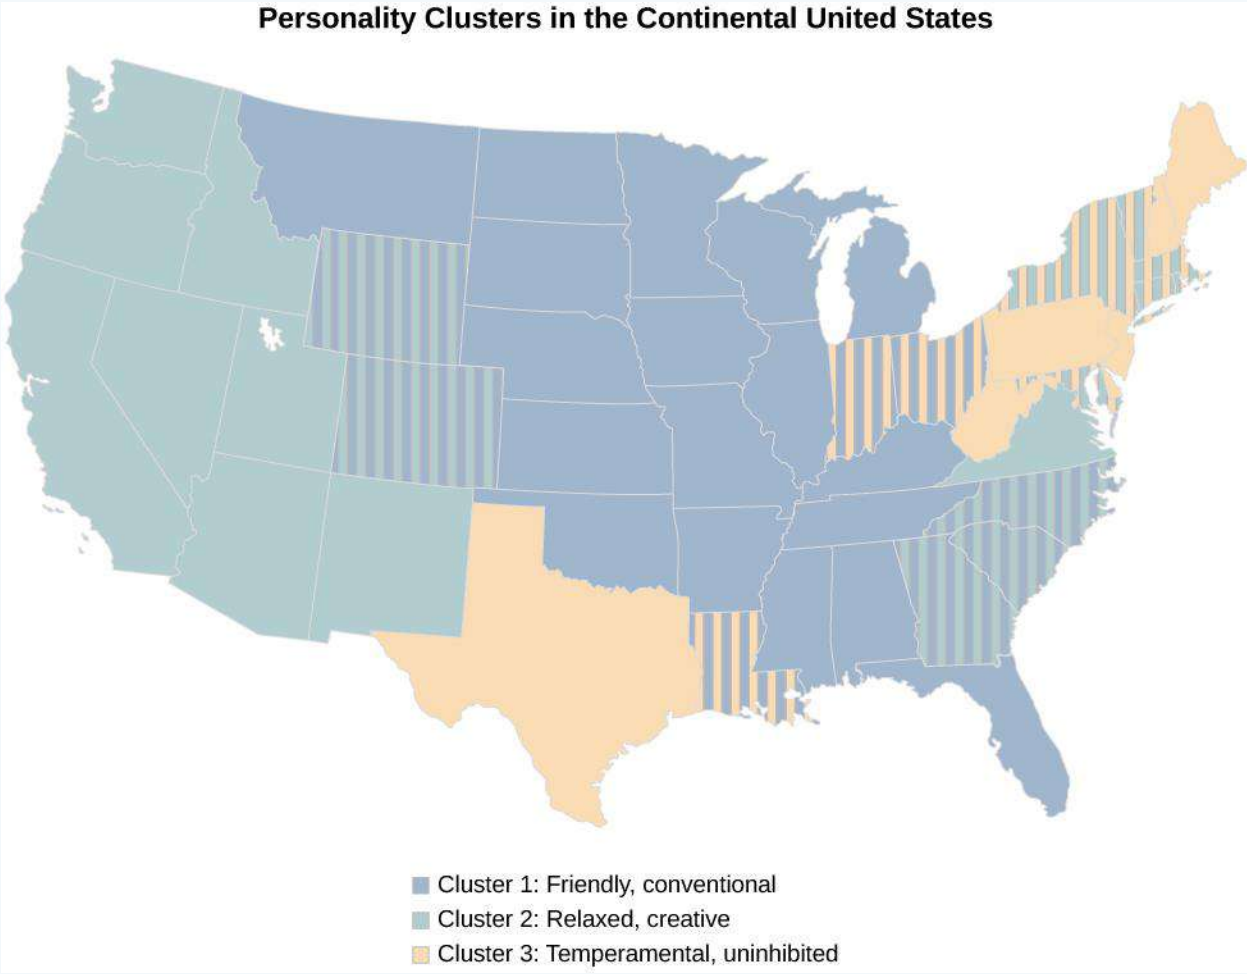 Personality Clusters in the Continental United States
Cluster 1: Friendly, conventional
Cluster 2: Relaxed, creative
Cluster 3: Temperamental, uninhibited